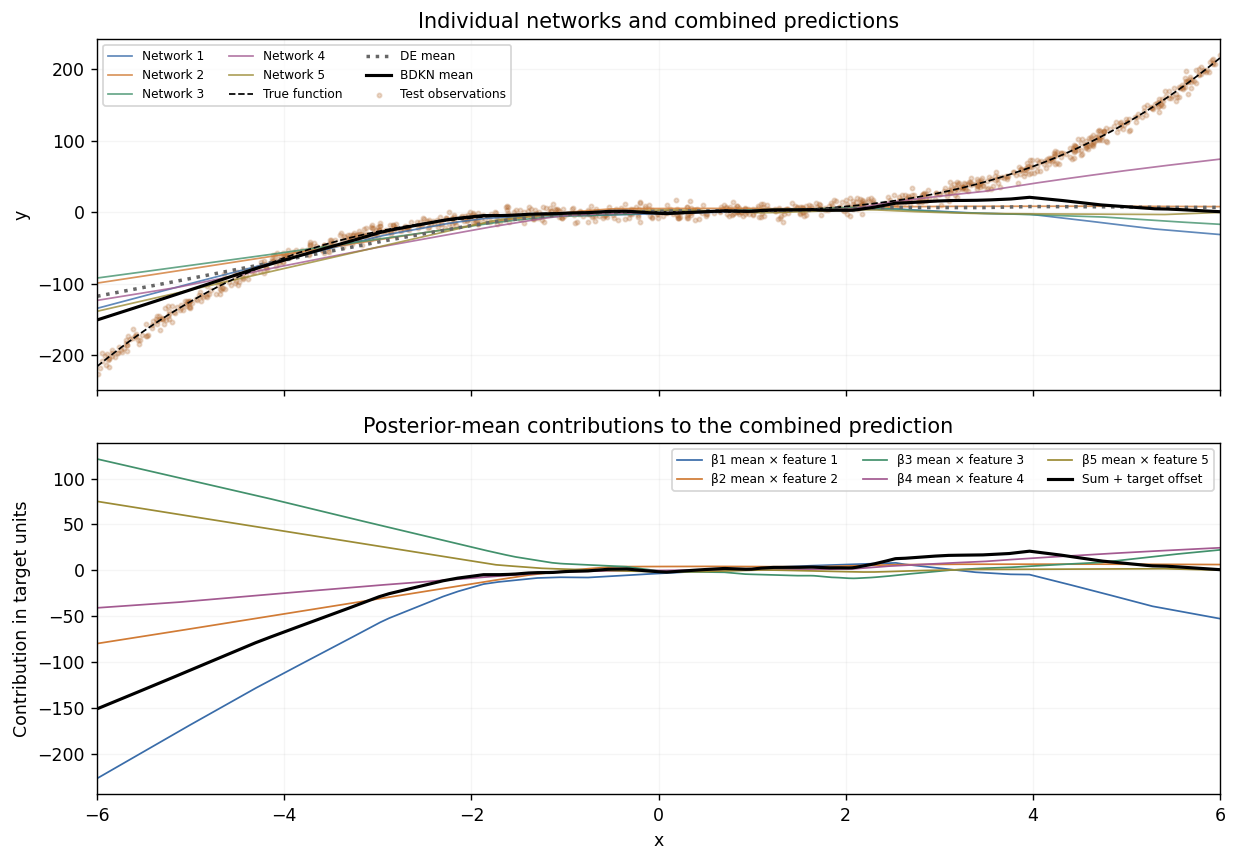 Individual networks and combined predictions
Network 1
Network 2
Network 3
Network 4
Network 5
True function
DE mean
BDKN mean
Test observations
200
100
0
−100
−200
y
Posterior-mean contributions to the combined prediction
β1 mean × feature 1
β2 mean × feature 2
β3 mean × feature 3
β4 mean × feature 4
β5 mean × feature 5
Sum + target offset
100
50
0
−50
−100
−150
−200
Contribution in target units
−6
−4
−2
0
2
4
6
x